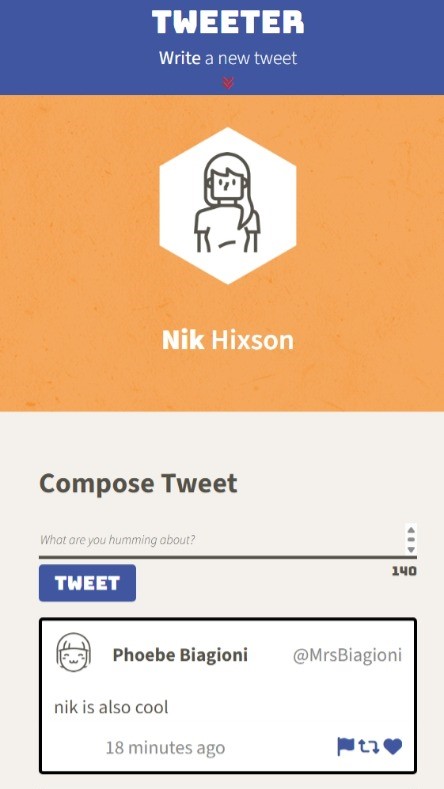 TWEETER
Write a new tweet
Nik Hixson
Compose Tweet
What are you humming about?
TWEET
140
Phoebe Biagioni @MrsBiagioni
nik is also cool
18 minutes ago